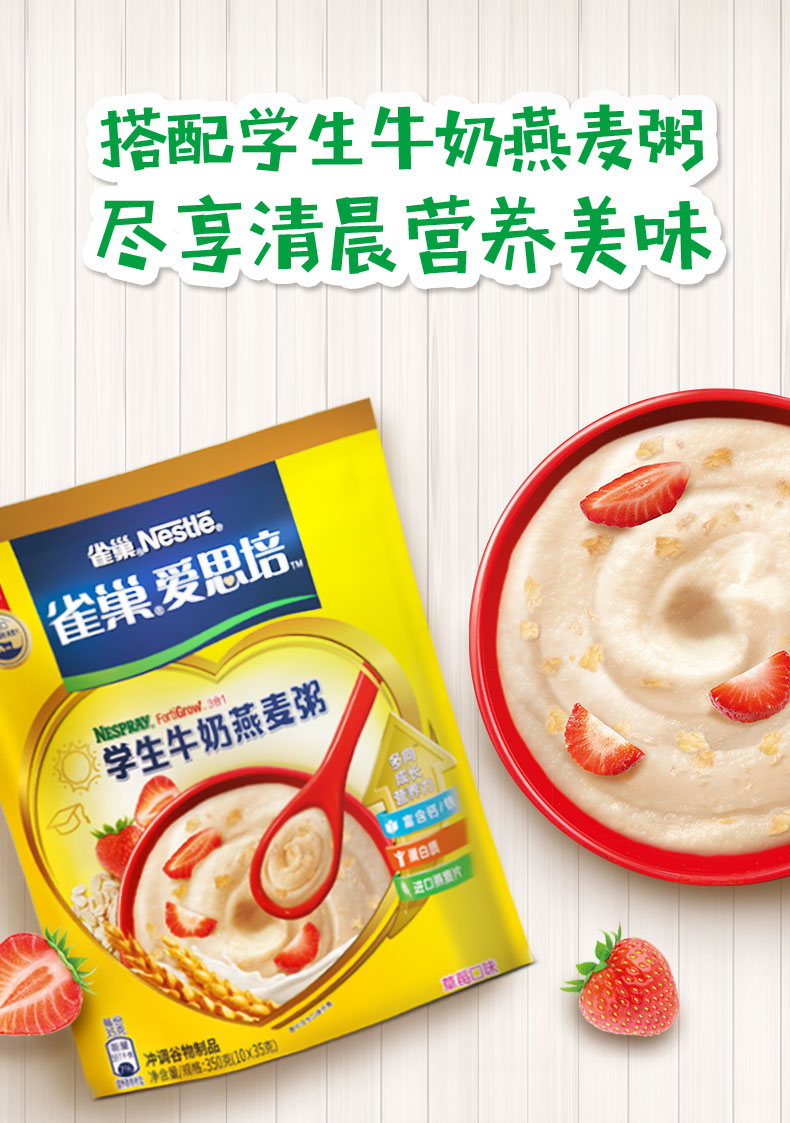 搭配学生牛奶燕麦粥
尽享清晨营养美味
雀巢® Nestlé®
雀巢®爱思培™
NESPRAY® FortiGrow® 3合1
学生牛奶燕麦粥
多向
成长
营养力
富含钙/铁
蛋白质
进口燕麦片
草莓口味
冲调谷物制品
净含量/规格:350克(10×35克)